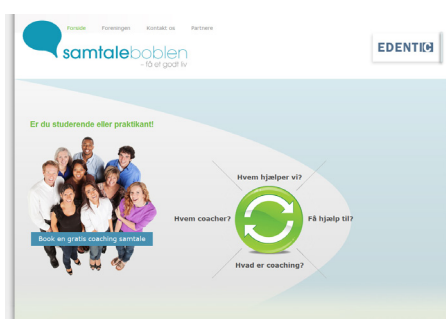 Forside Foreningen Kontakt os Partnere
samtaleboblen
- få et godt liv
EDENTIC
Er du studerende eller praktikant!
Hvem hjælper vi?
Hvem coacher?
Få hjælp til?
Book en gratis coaching samtale
Hvad er coaching?